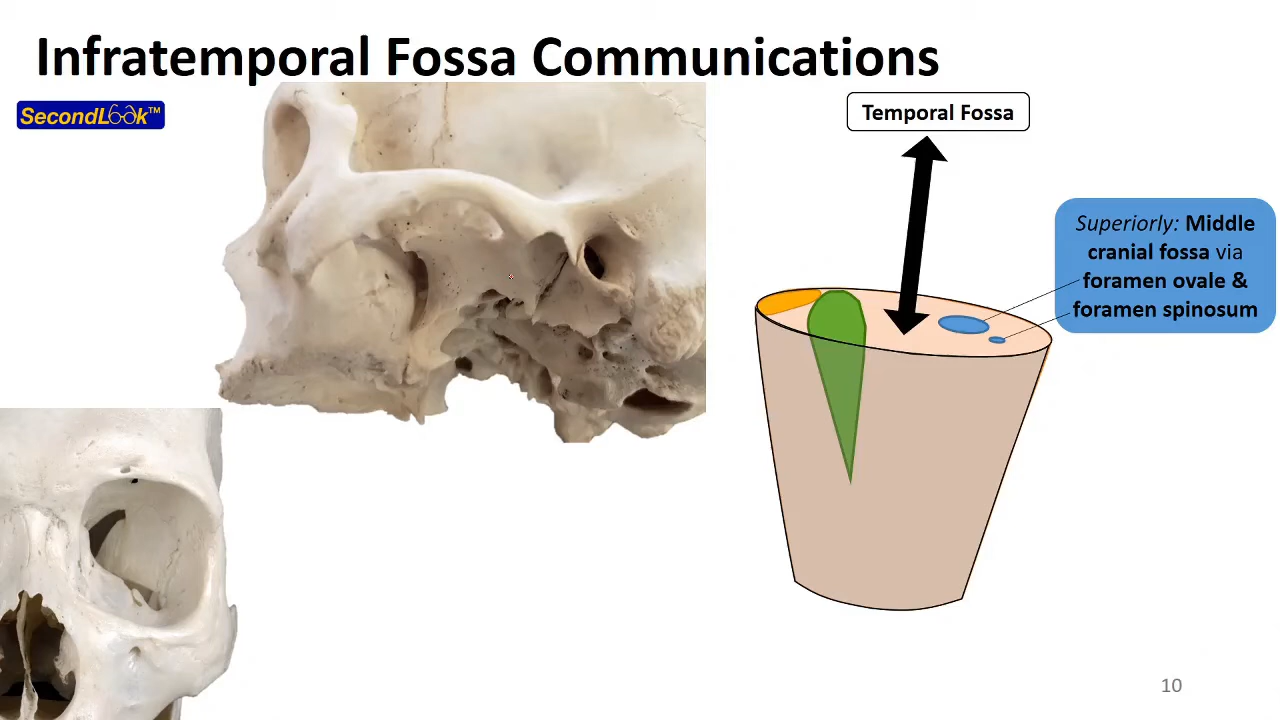 Infratemporal Fossa Communications
SecondLook™
Temporal Fossa
Superiorly: Middle
cranial fossa via
foramen ovale &
foramen spinosum
10